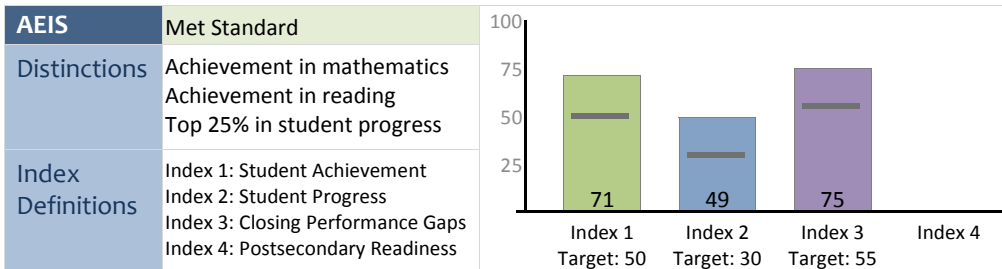 AEIS
Met Standard
Distinctions
Achievement in mathematics
Achievement in reading
Top 25% in student progress
Index
Definitions
Index 1: Student Achievement
Index 2: Student Progress
Index 3: Closing Performance Gaps
Index 4: Postsecondary Readiness
100
75
50
25
71
49
75
Index 1
Target: 50
Index 2
Target: 30
Index 3
Target: 55
Index 4